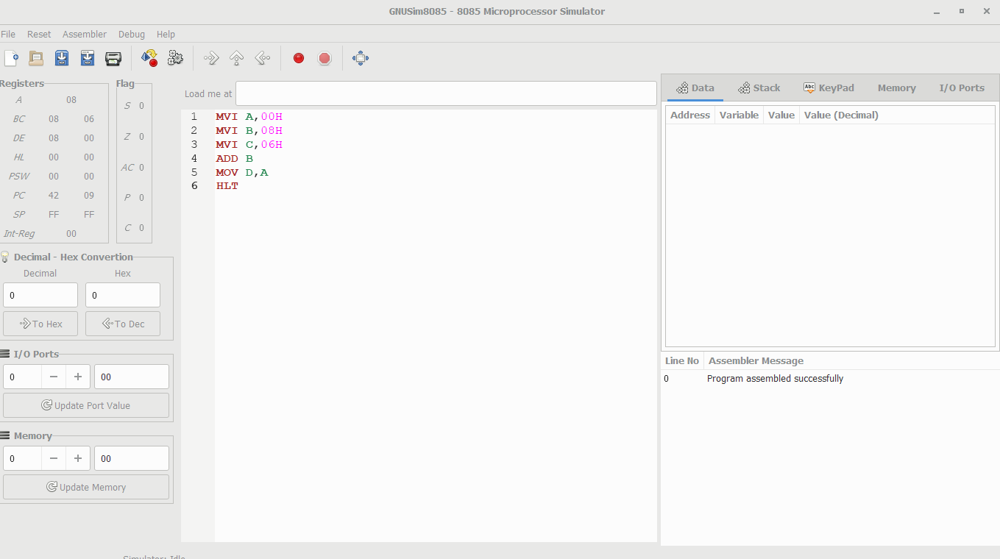 GNUSim8085 - 8085 Microprocessor Simulator
File Reset Assembler Debug Help
Registers
A 08
BC 08 06
DE 08 00
HL 00 00
PSW 00 00
PC 42 09
SP FF FF
Int-Reg 00
Flag
S 0
Z 0
AC 0
P 0
C 0
Decimal - Hex Convertion
Decimal Hex
0 0
To Hex To Dec
I/O Ports
0 − + 00
Update Port Value
Memory
0 − + 00
Update Memory
Load me at
1 MVI A,00H
2 MVI B,08H
3 MVI C,06H
4 ADD B
5 MOV D,A
6 HLT
Data Stack Abc KeyPad Memory I/O Ports
Address Variable Value Value (Decimal)
Line No Assembler Message
0 Program assembled successfully
Simulator: Idle